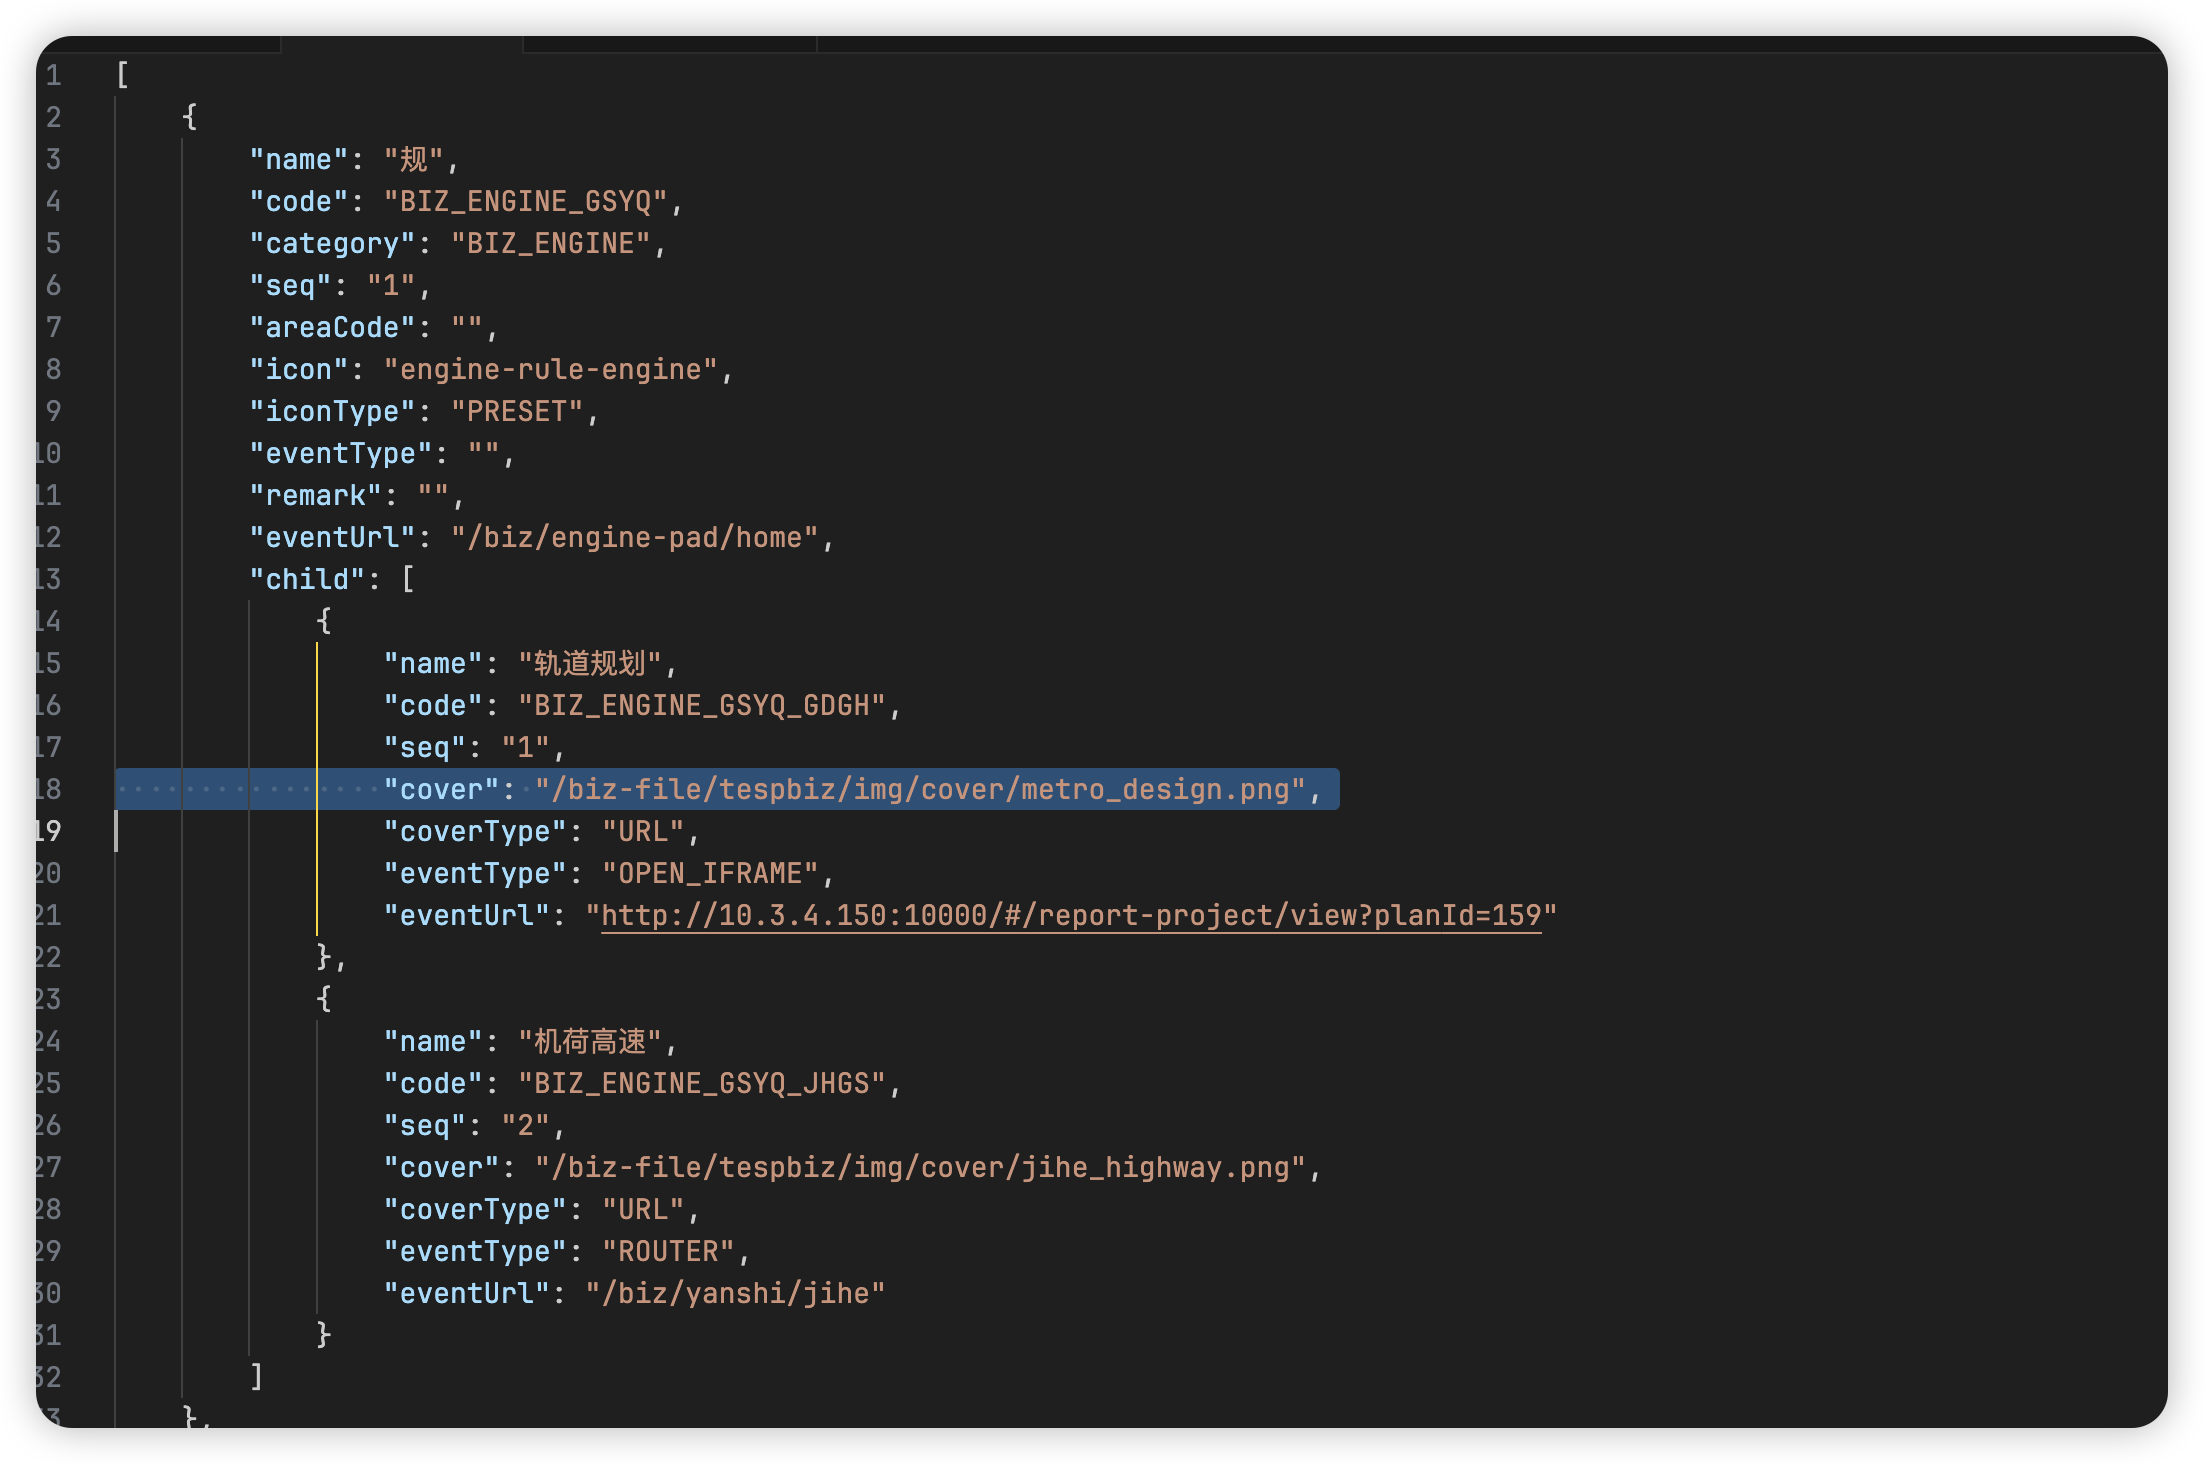 1 [
2 {
3 "name": "规",
4 "code": "BIZ_ENGINE_GSYQ",
5 "category": "BIZ_ENGINE",
6 "seq": "1",
7 "areaCode": "",
8 "icon": "engine-rule-engine",
9 "iconType": "PRESET",
10 "eventType": "",
11 "remark": "",
12 "eventUrl": "/biz/engine-pad/home",
13 "child": [
14 {
15 "name": "轨道规划",
16 "code": "BIZ_ENGINE_GSYQ_GDGH",
17 "seq": "1",
18 "cover": "/biz-file/tespbiz/img/cover/metro_design.png",
19 "coverType": "URL",
20 "eventType": "OPEN_IFRAME",
21 "eventUrl": "http://10.3.4.150:10000/#/report-project/view?planId=159"
22 },
23 {
24 "name": "机荷高速",
25 "code": "BIZ_ENGINE_GSYQ_JHGS",
26 "seq": "2",
27 "cover": "/biz-file/tespbiz/img/cover/jihe_highway.png",
28 "coverType": "URL",
29 "eventType": "ROUTER",
30 "eventUrl": "/biz/yanshi/jihe"
31 }
32 ]
33 },